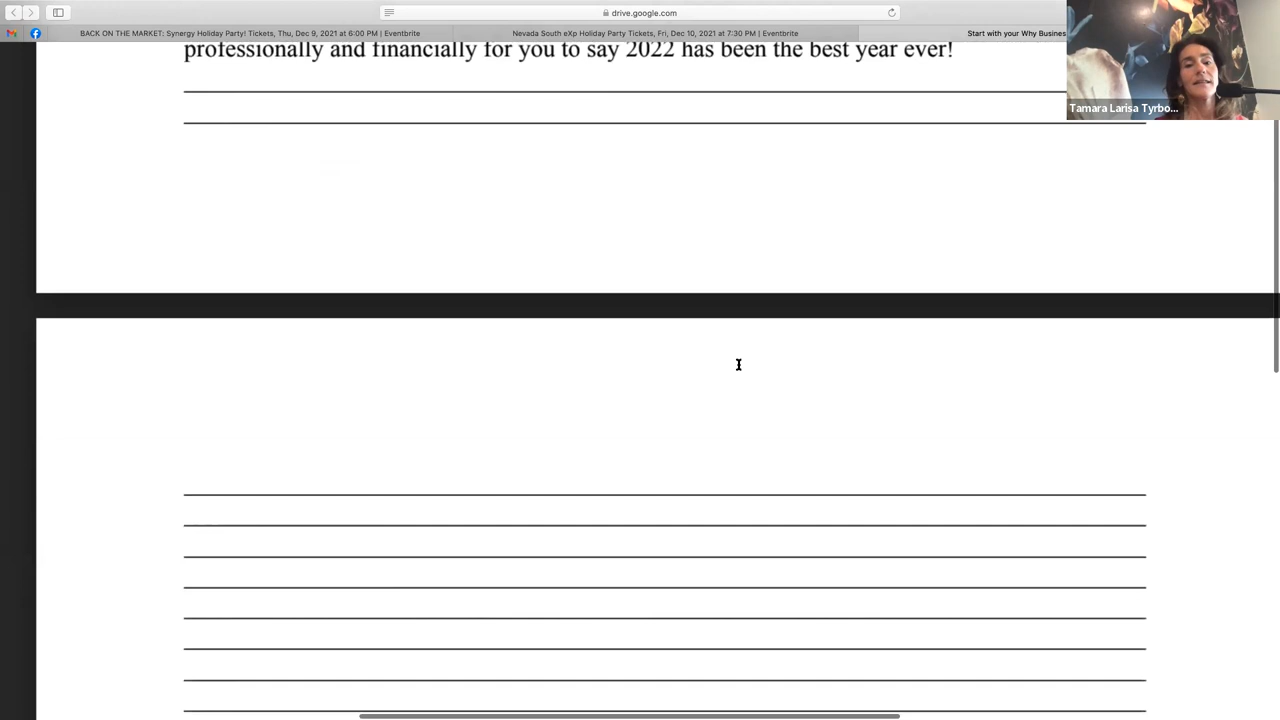 drive.google.com
BACK ON THE MARKET: Synergy Holiday Party! Tickets, Thu, Dec 9, 2021 at 6:00 PM | Eventbrite
Nevada South eXp Holiday Party Tickets, Fri, Dec 10, 2021 at 7:30 PM | Eventbrite
Start with your Why Busines
professionally and financially for you to say 2022 has been the best year ever!
Tamara Larisa Tyrbo...